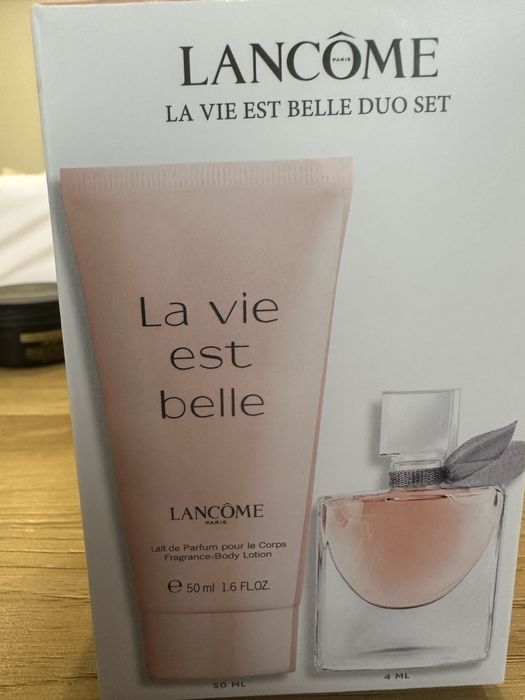 LANCÔME
PARIS
LA VIE EST BELLE DUO SET
La vie
est
belle
LANCÔME
PARIS
Lait de Parfum pour le Corps
Fragrance-Body Lotion
e 50 ml 1.6 FL.OZ.
50 ML
4 ML